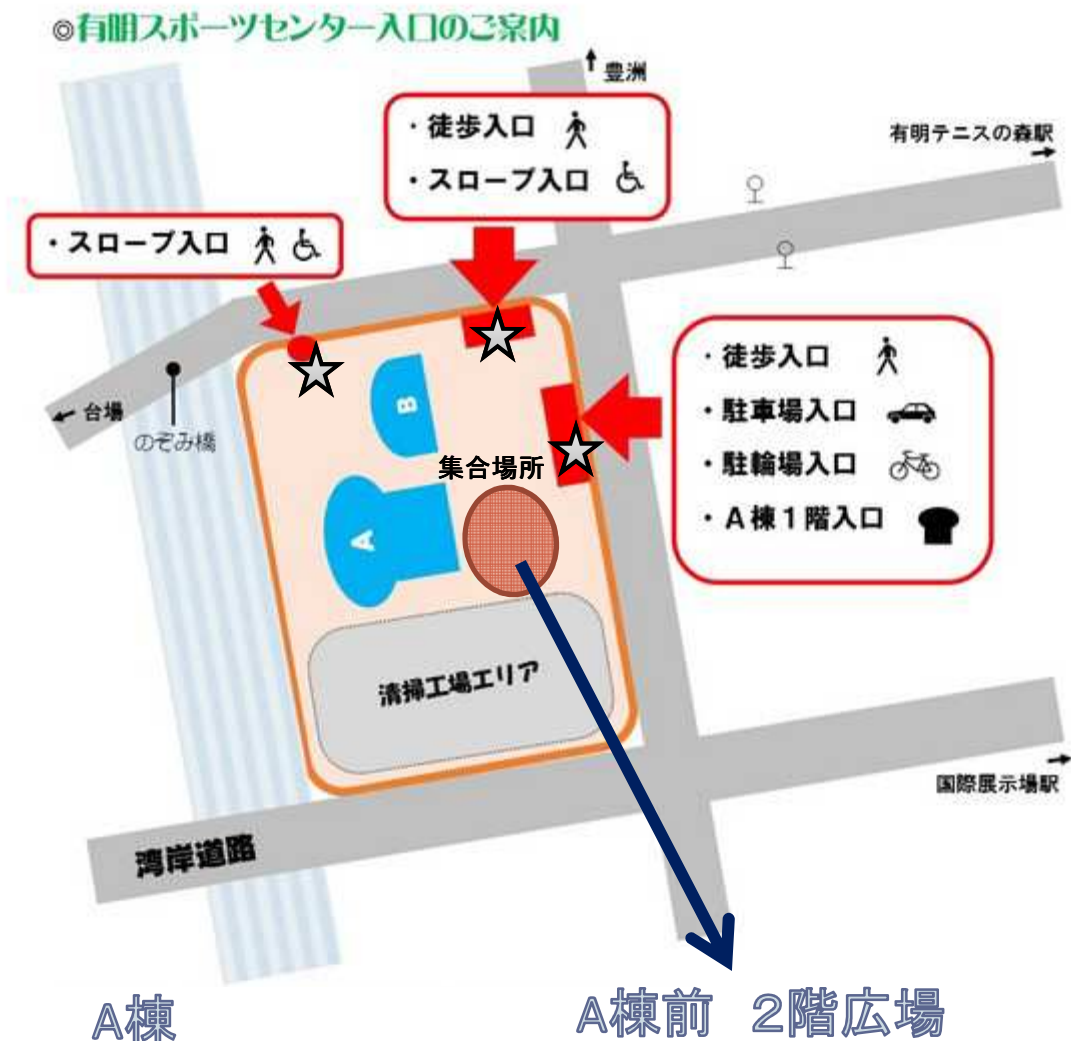 ◎有明スポーツセンター入口のご案内
↑豊洲
・徒歩入口
・スロープ入口
有明テニスの森駅
→
・スロープ入口
・徒歩入口
・駐車場入口
・駐輪場入口
・A棟1階入口
←台場
のぞみ橋
B
集合場所
A
清掃工場エリア
国際展示場駅
→
湾岸道路
A棟
A棟前 2階広場